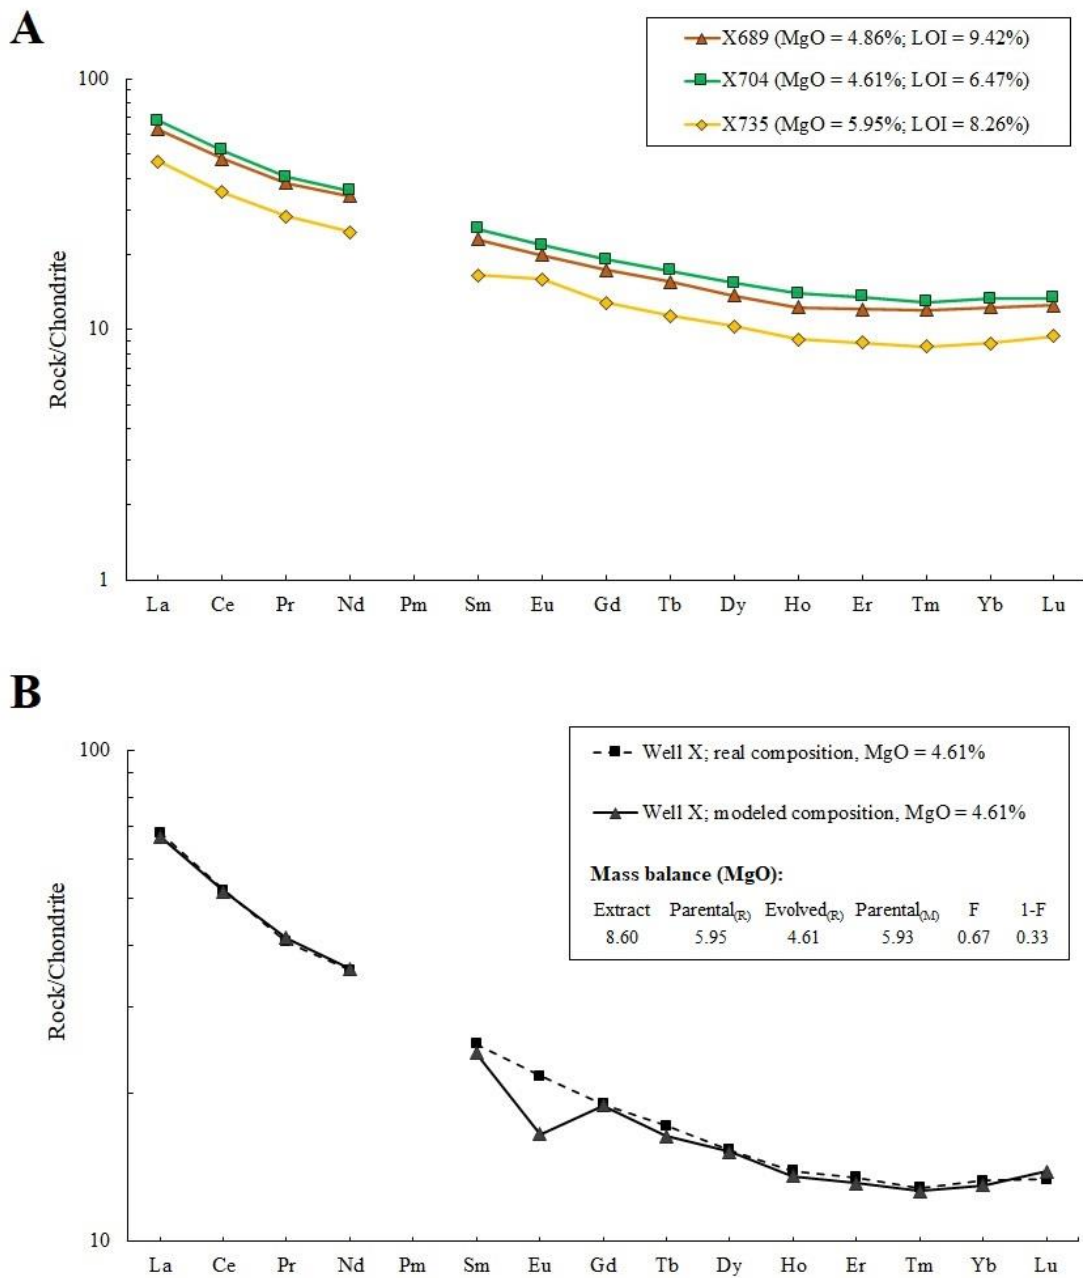 A
X689 (MgO = 4.86%; LOI = 9.42%)
X704 (MgO = 4.61%; LOI = 6.47%)
X735 (MgO = 5.95%; LOI = 8.26%)
100
10
1
Rock/Chondrite
La Ce Pr Nd Pm Sm Eu Gd Tb Dy Ho Er Tm Yb Lu
B
Well X; real composition, MgO = 4.61%
Well X; modeled composition, MgO = 4.61%
Mass balance (MgO):
Extract Parental(R) Evolved(R) Parental(M) F 1-F
8.60 5.95 4.61 5.93 0.67 0.33
100
10
Rock/Chondrite
La Ce Pr Nd Pm Sm Eu Gd Tb Dy Ho Er Tm Yb Lu